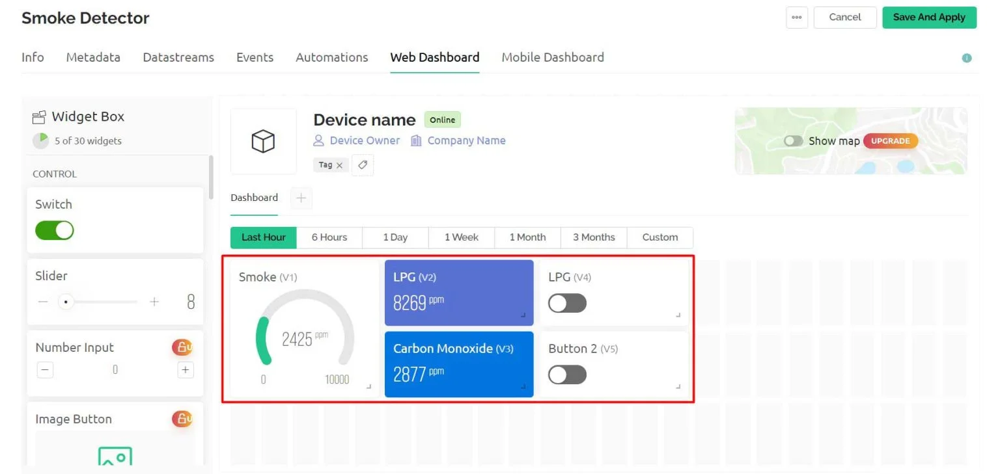 Smoke Detector
Cancel
Save And Apply
Info Metadata Datastreams Events Automations Web Dashboard Mobile Dashboard
Widget Box
5 of 30 widgets
CONTROL
Switch
Slider
8
Number Input
0
Image Button
Device name Online
Device Owner Company Name
Tag
Show map UPGRADE
Dashboard
Last Hour 6 Hours 1 Day 1 Week 1 Month 3 Months Custom
Smoke (V1)
2425 ppm
0 10000
LPG (V2)
8269 ppm
LPG (V4)
Carbon Monoxide (V3)
2877 ppm
Button 2 (V5)